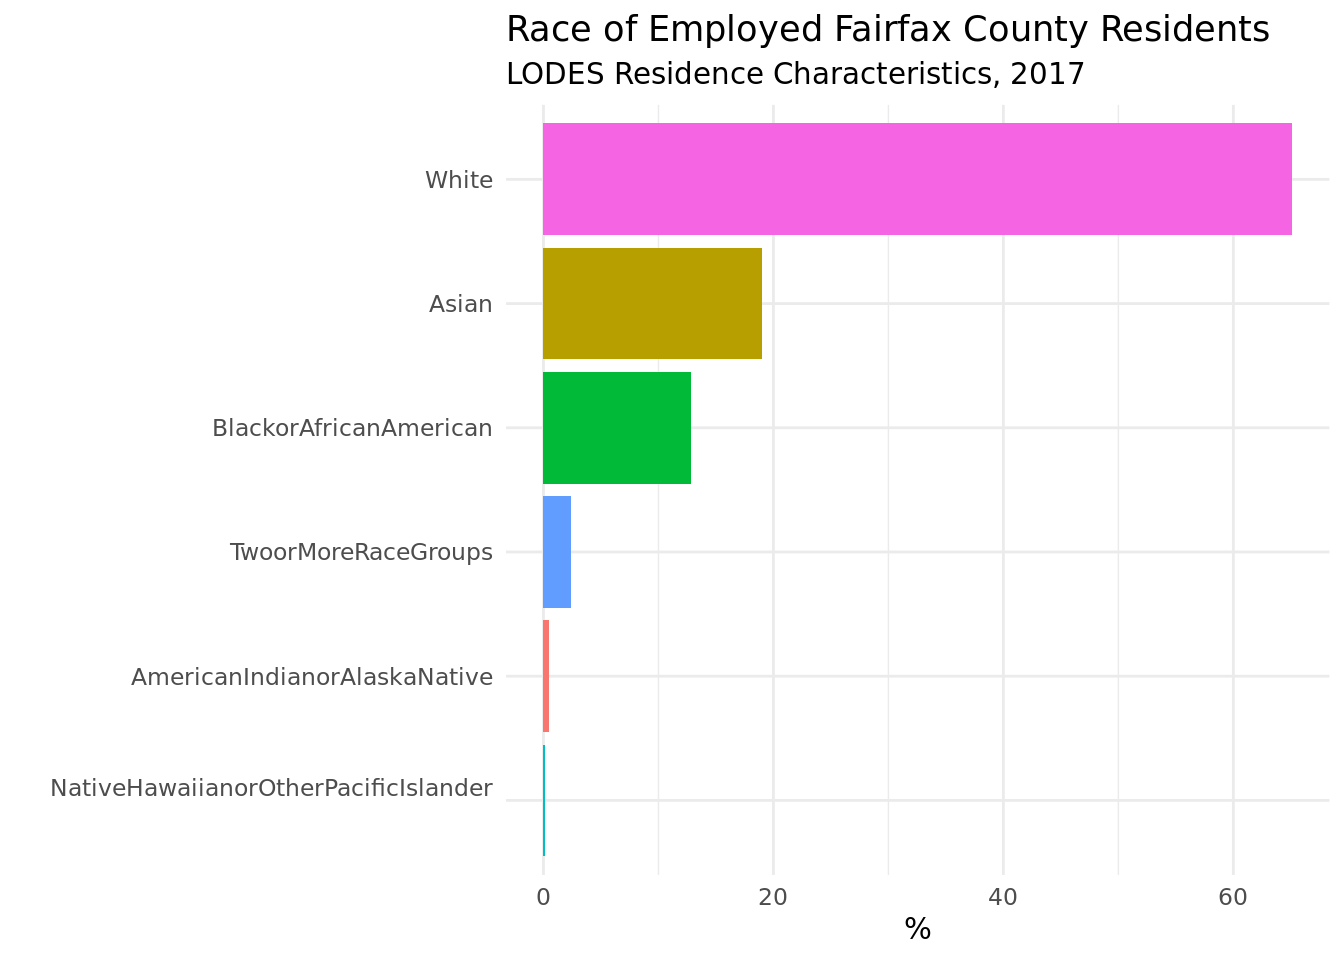 Race of Employed Fairfax County Residents
LODES Residence Characteristics, 2017
White
Asian
BlackorAfricanAmerican
TwoorMoreRaceGroups
AmericanIndianorAlaskaNative
NativeHawaiianorOtherPacificIslander
0 20 40 60
%